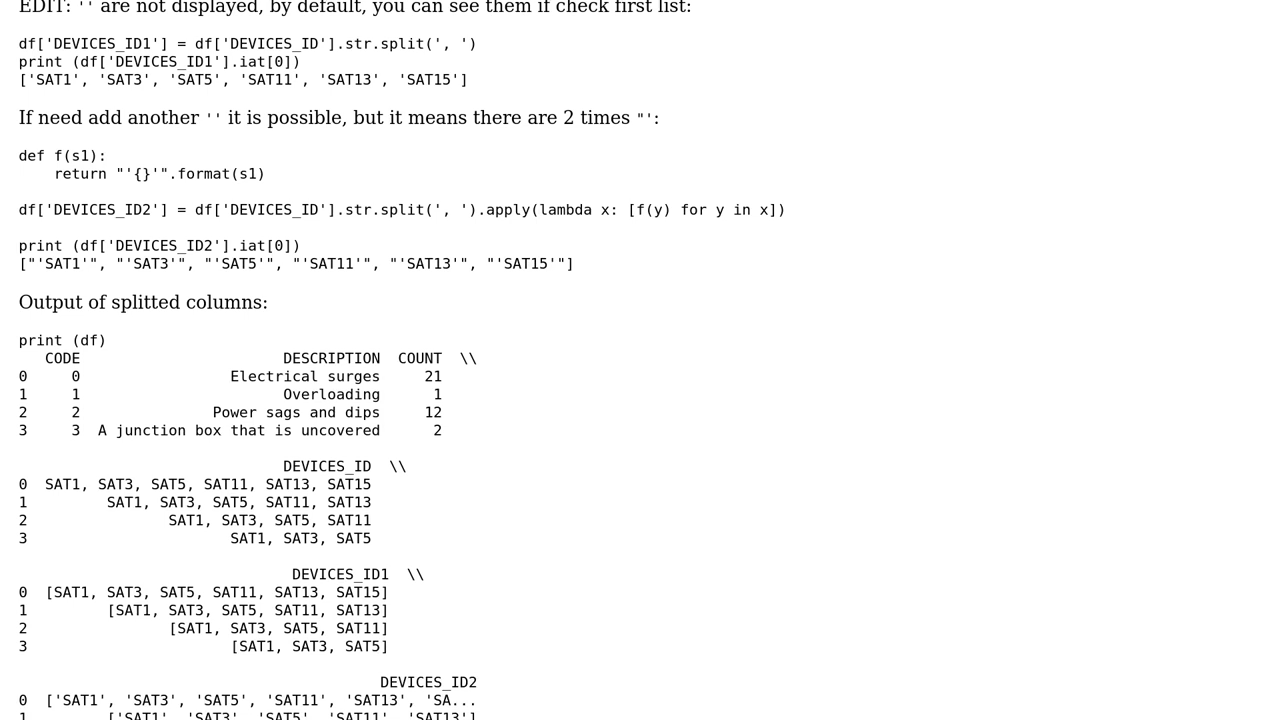 EDIT: '' are not displayed, by default, you can see them if check first list:
df['DEVICES_ID1'] = df['DEVICES_ID'].str.split(', ')
print (df['DEVICES_ID1'].iat[0])
['SAT1', 'SAT3', 'SAT5', 'SAT11', 'SAT13', 'SAT15']
If need add another '' it is possible, but it means there are 2 times "':
def f(s1):
    return "'{}'".format(s1)
df['DEVICES_ID2'] = df['DEVICES_ID'].str.split(', ').apply(lambda x: [f(y) for y in x])
print (df['DEVICES_ID2'].iat[0])
["'SAT1'", "'SAT3'", "'SAT5'", "'SAT11'", "'SAT13'", "'SAT15'"]
Output of splitted columns:
print (df)
   CODE                       DESCRIPTION  COUNT  \\
0     0                 Electrical surges     21
1     1                       Overloading      1
2     2               Power sags and dips     12
3     3  A junction box that is uncovered      2
                              DEVICES_ID  \\
0  SAT1, SAT3, SAT5, SAT11, SAT13, SAT15
1         SAT1, SAT3, SAT5, SAT11, SAT13
2                SAT1, SAT3, SAT5, SAT11
3                       SAT1, SAT3, SAT5
                               DEVICES_ID1  \\
0  [SAT1, SAT3, SAT5, SAT11, SAT13, SAT15]
1         [SAT1, SAT3, SAT5, SAT11, SAT13]
2                [SAT1, SAT3, SAT5, SAT11]
3                       [SAT1, SAT3, SAT5]
                                         DEVICES_ID2
0  ['SAT1', 'SAT3', 'SAT5', 'SAT11', 'SAT13', 'SA...
1         ['SAT1', 'SAT3', 'SAT5', 'SAT11', 'SAT13']